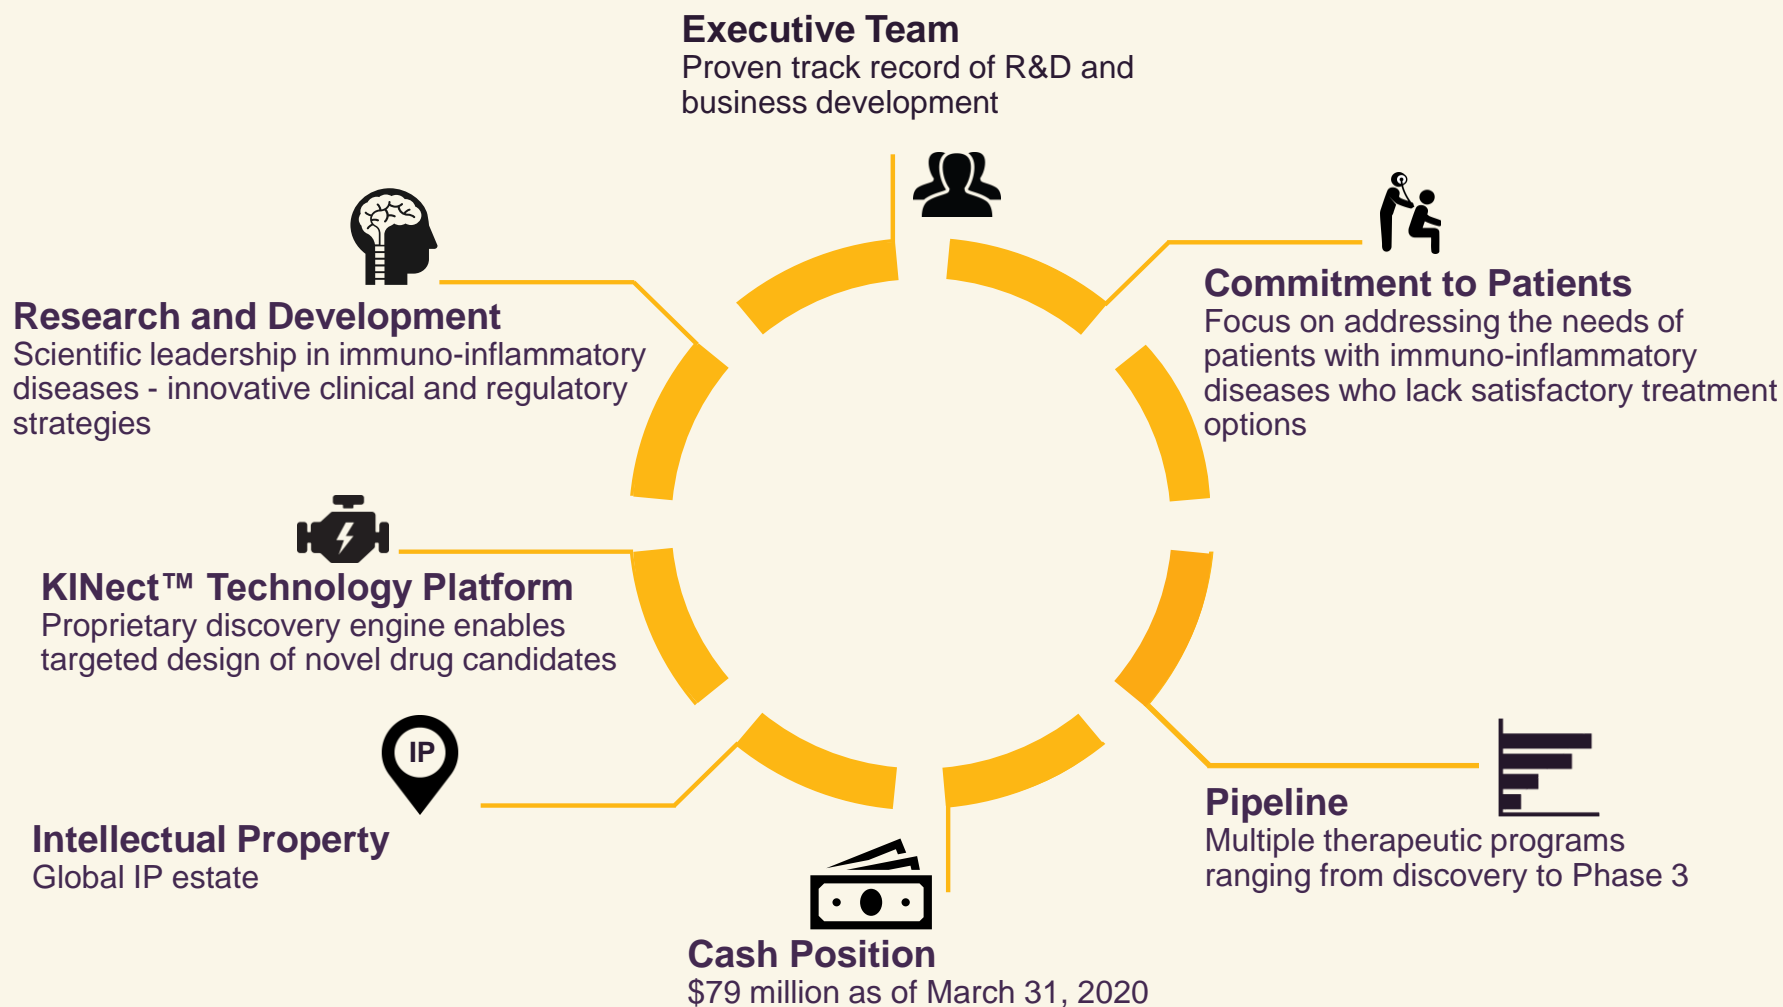 Executive Team
Proven track record of R&D and
business development
Commitment to Patients
Focus on addressing the needs of
patients with immuno-inflammatory
diseases who lack satisfactory treatment
options
Research and Development
Scientific leadership in immuno-inflammatory
diseases - innovative clinical and regulatory
strategies
KINect™ Technology Platform
Proprietary discovery engine enables
targeted design of novel drug candidates
IP
Intellectual Property
Global IP estate
Pipeline
Multiple therapeutic programs
ranging from discovery to Phase 3
Cash Position
$79 million as of March 31, 2020